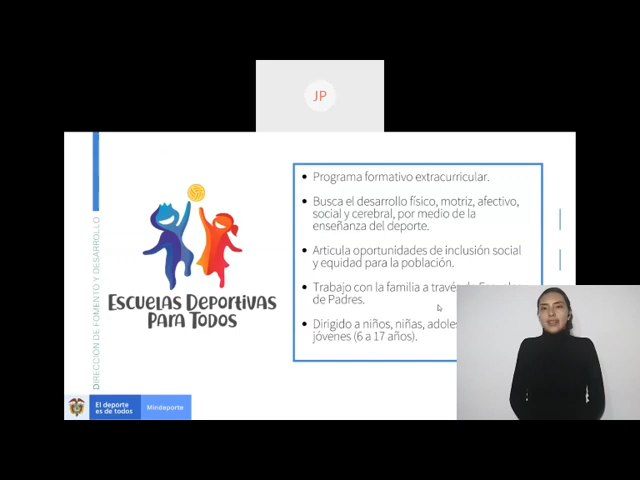 JP
DIRECCIÓN DE FOMENTO Y DESARROLLO
Escuelas Deportivas
Para Todos
• Programa formativo extracurricular.
• Busca el desarrollo físico, motriz, afectivo,
social y cerebral, por medio de la
enseñanza del deporte.
• Articula oportunidades de inclusión social
y equidad para la población.
• Trabajo con la familia a través
de Padres.
• Dirigido a niños, niñas,
jóvenes (6 a 17 años).
El deporte
es de todos
Mindeporte